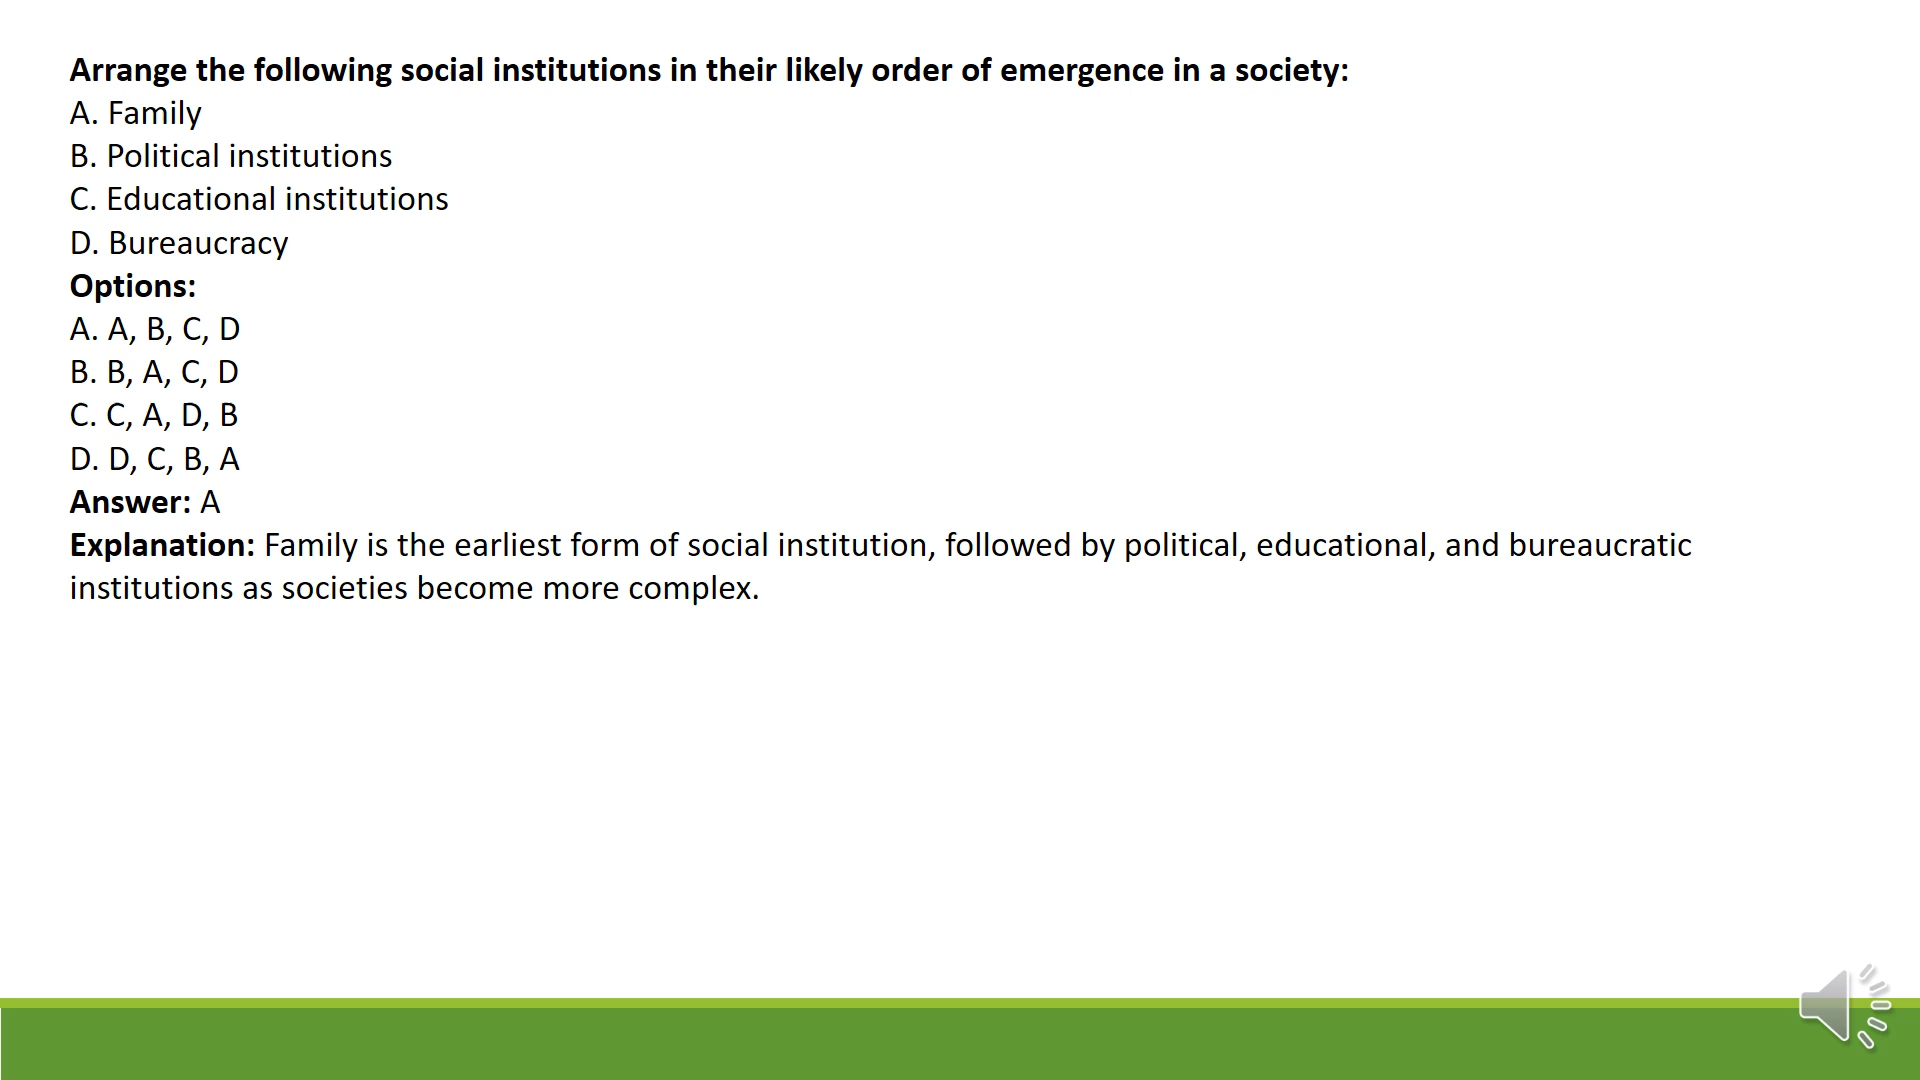 Arrange the following social institutions in their likely order of emergence in a society:
A. Family
B. Political institutions
C. Educational institutions
D. Bureaucracy
Options:
A. A, B, C, D
B. B, A, C, D
C. C, A, D, B
D. D, C, B, A
Answer: A
Explanation: Family is the earliest form of social institution, followed by political, educational, and bureaucratic
institutions as societies become more complex.